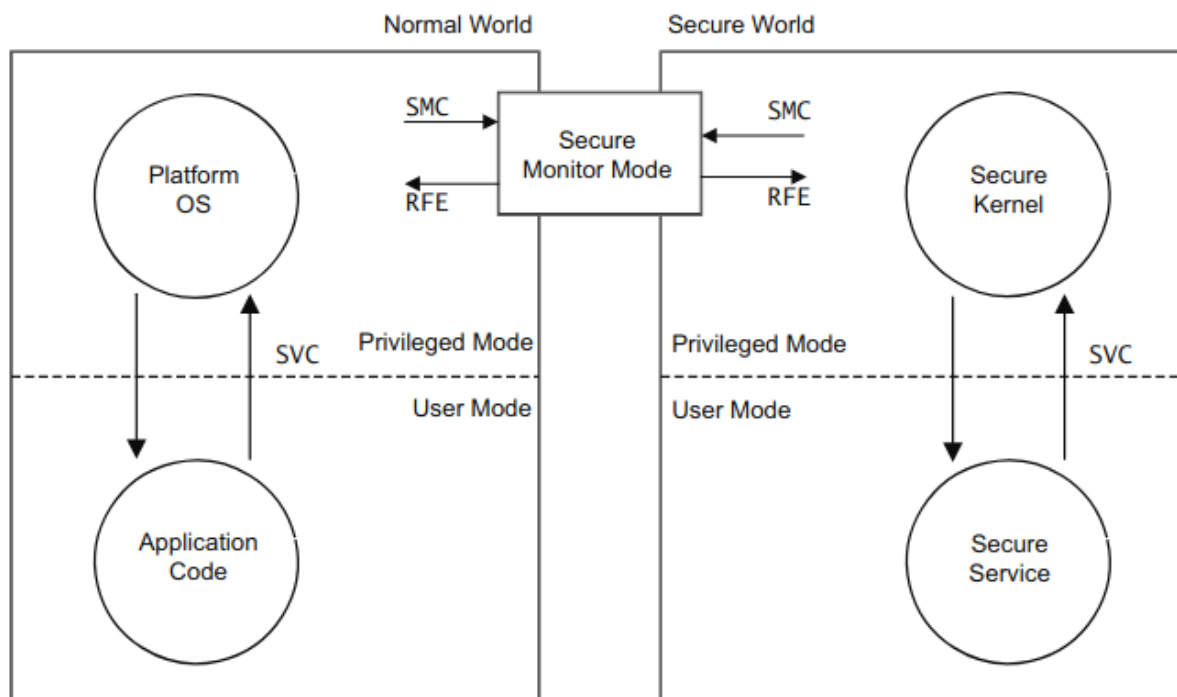 Normal World
Secure World
SMC
SMC
Secure
Monitor Mode
Platform
OS
Secure
Kernel
RFE
RFE
SVC
Privileged Mode
Privileged Mode
SVC
User Mode
User Mode
Application
Code
Secure
Service